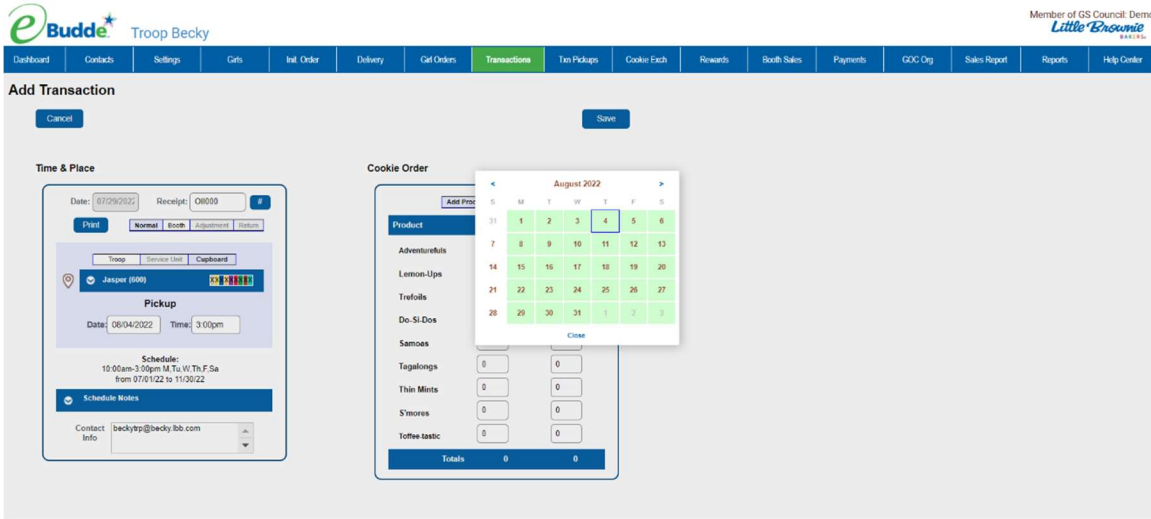 eBudde
Troop Becky
Member of GS Council: Demo
Little Brownie
BAKERS
Dashboard Contacts Settings Girls Init. Order Delivery Girl Orders Transactions Txn Pickups Cookie Exch Rewards Booth Sales Payments GOC Org Sales Report Reports Help Center
Add Transaction
Cancel Save
Time & Place
Date: 07/29/2022 Receipt: OII000 #
Print Normal Booth Adjustment Return
Troop Service Unit Cupboard
Jasper (600)
Pickup
Date: 08/04/2022 Time: 3:00pm
Schedule:
10:00am-3:00pm M,Tu,W,Th,F,Sa
from 07/01/22 to 11/30/22
Schedule Notes
Contact Info beckytrp@becky.lbb.com
Cookie Order
Add Proc
Product
Adventurefuls
Lemon-Ups
Trefoils
Do-Si-Dos
Samoas
Tagalongs 0 0
Thin Mints 0 0
S'mores 0 0
Toffee-tastic 0 0
Totals 0 0
< August 2022 >
S M T W T F S
31 1 2 3 4 5 6
7 8 9 10 11 12 13
14 15 16 17 18 19 20
21 22 23 24 25 26 27
28 29 30 31 1 2 3
Close